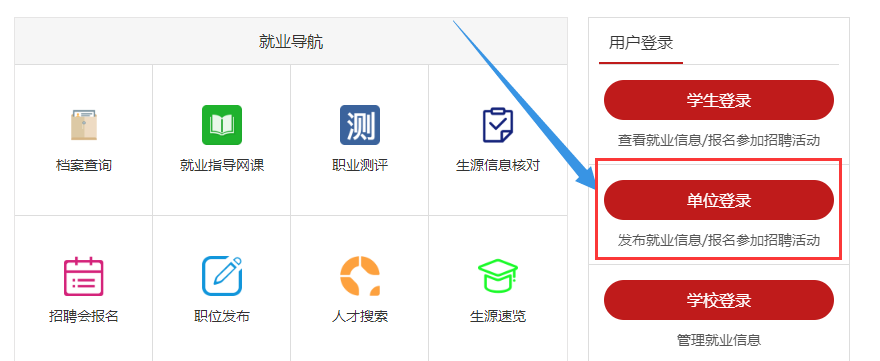 就业导航
用户登录
学生登录
查看就业信息/报名参加招聘活动
测
档案查询
就业指导网课
职业测评
生源信息核对
单位登录
发布就业信息/报名参加招聘活动
招聘会报名
职位发布
人才搜索
生源速览
学校登录
管理就业信息